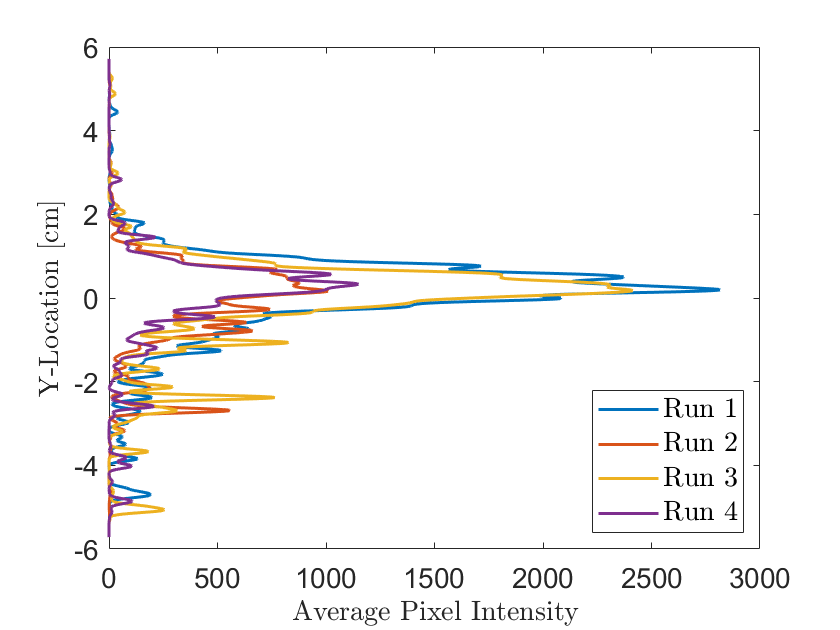 6
4
2
0
-2
-4
-6
Y-Location [cm]
Run 1
Run 2
Run 3
Run 4
0 500 1000 1500 2000 2500 3000
Average Pixel Intensity